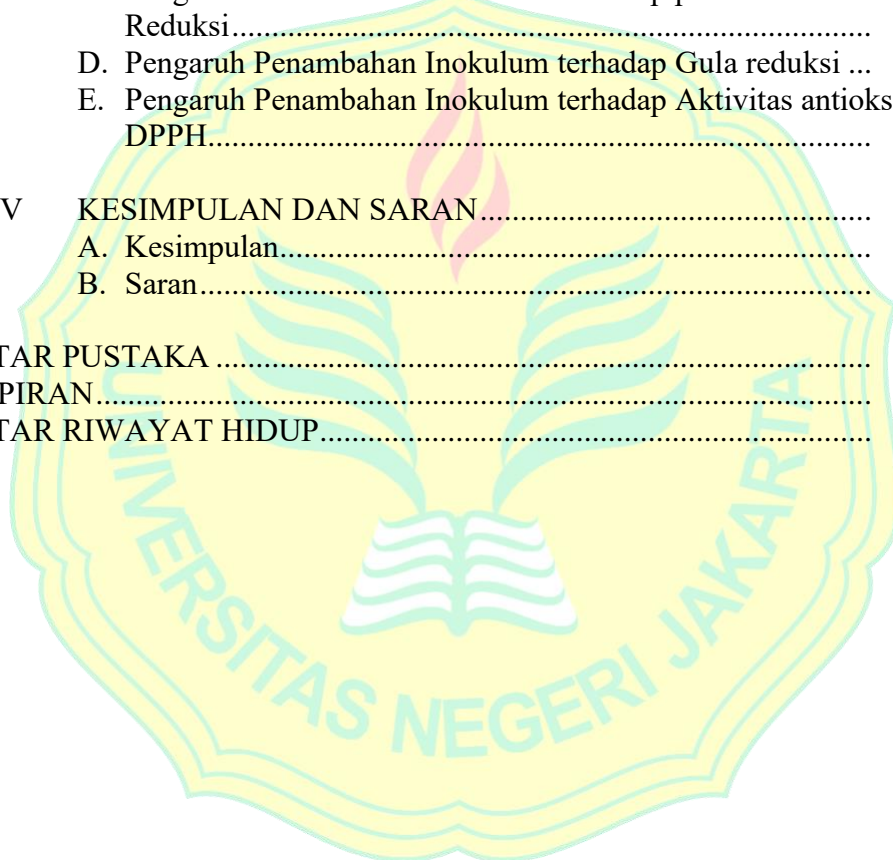 Reduksi...............................................................................
D. Pengaruh Penambahan Inokulum terhadap Gula reduksi ...
E. Pengaruh Penambahan Inokulum terhadap Aktivitas antioks
DPPH..................................................................................
V KESIMPULAN DAN SARAN.................................................
A. Kesimpulan.........................................................................
B. Saran...................................................................................
TAR PUSTAKA .................................................................................
PIRAN................................................................................................
TAR RIWAYAT HIDUP.....................................................................
UNIVERSITAS NEGERI JAKARTA